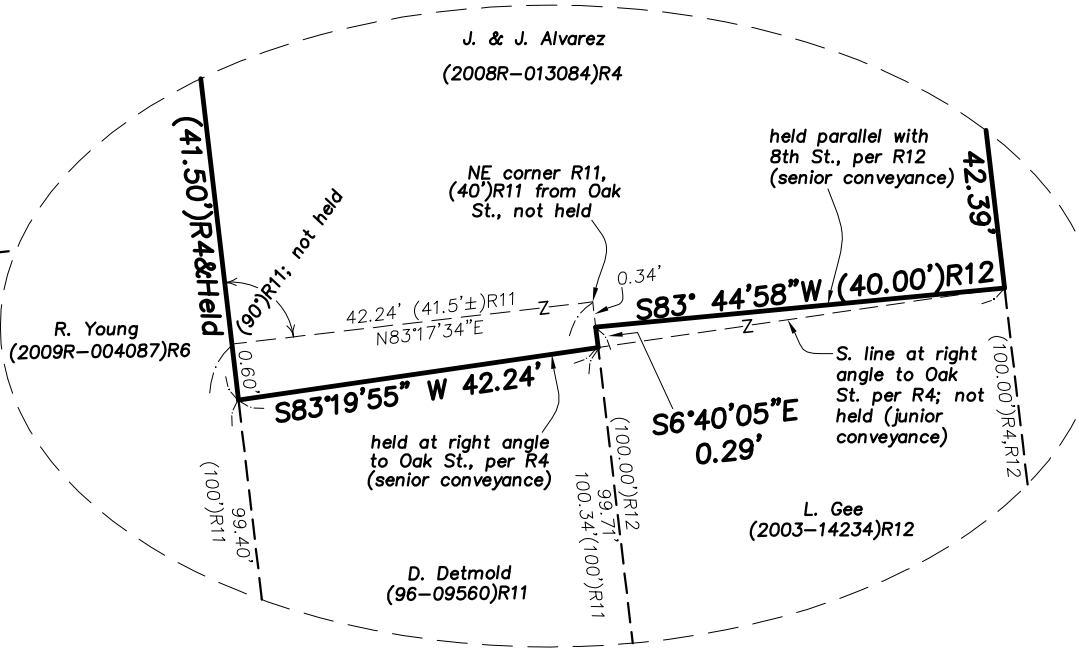 J. & J. Alvarez
(2008R-013084)R4
(41.50')R4&Held
(90°)R11; not held
NE corner R11,
(40')R11 from Oak
St., not held
held parallel with
8th St., per R12
(senior conveyance)
42.39'
0.34'
S83° 44'58"W (40.00')R12
42.24' (41.5'±)R11
N83°17'34"E
Z
Z
R. Young
(2009R-004087)R6
0.60'
S83°19'55" W 42.24'
S6°40'05"E
0.29'
S. line at right
angle to Oak
St. per R4; not
held (junior
conveyance)
(100.00')R4,R12
held at right angle
to Oak St., per R4
(senior conveyance)
(100.00')R12
99.71'
100.34'(100')R11
99.40'
(100')R11
L. Gee
(2003-14234)R12
D. Detmold
(96-09560)R11